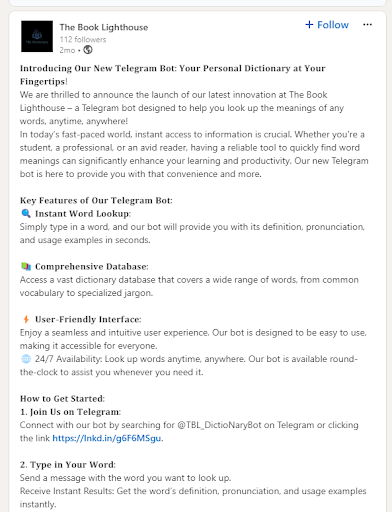 The Book Lighthouse
+ Follow
...
112 followers
2mo •
Introducing Our New Telegram Bot: Your Personal Dictionary at Your
Fingertips!
We are thrilled to announce the launch of our latest innovation at The Book
Lighthouse – a Telegram bot designed to help you look up the meanings of any
words, anytime, anywhere!
In today's fast-paced world, instant access to information is crucial. Whether you're a
student, a professional, or an avid reader, having a reliable tool to quickly find word
meanings can significantly enhance your learning and productivity. Our new Telegram
bot is here to provide you with that convenience and more.
Key Features of Our Telegram Bot:
🔍 Instant Word Lookup:
Simply type in a word, and our bot will provide you with its definition, pronunciation,
and usage examples in seconds.
📚 Comprehensive Database:
Access a vast dictionary database that covers a wide range of words, from common
vocabulary to specialized jargon.
⚡ User-Friendly Interface:
Enjoy a seamless and intuitive user experience. Our bot is designed to be easy to use,
making it accessible for everyone.
🌐 24/7 Availability: Look up words anytime, anywhere. Our bot is available round-
the-clock to assist you whenever you need it.
How to Get Started:
1. Join Us on Telegram:
Connect with our bot by searching for @TBL_DictioNaryBot on Telegram or clicking
the link https://lnkd.in/g6F6MSgu.
2. Type in Your Word:
Send a message with the word you want to look up.
Receive Instant Results: Get the word's definition, pronunciation, and usage examples
instantly.